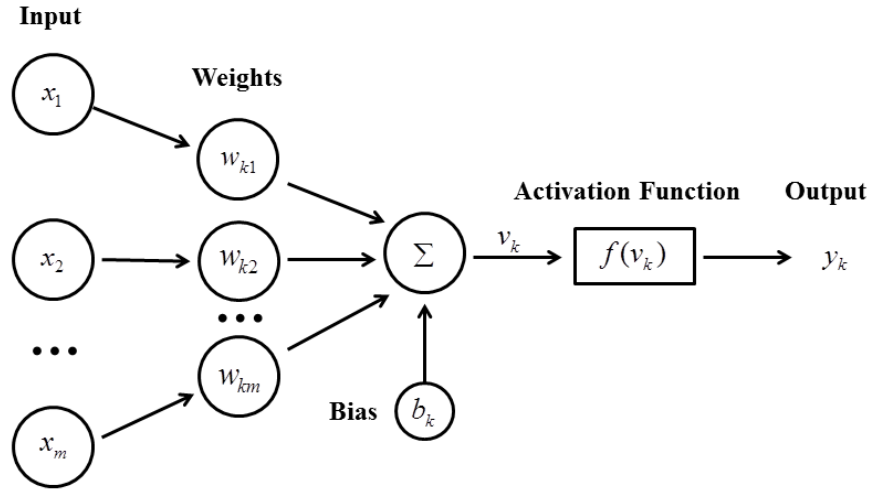 Input
Weights
x1
wk1
Activation Function
Output
x2
wk2
Σ
vk
f(vk)
yk
•••
•••
wkm
Bias
bk
xm